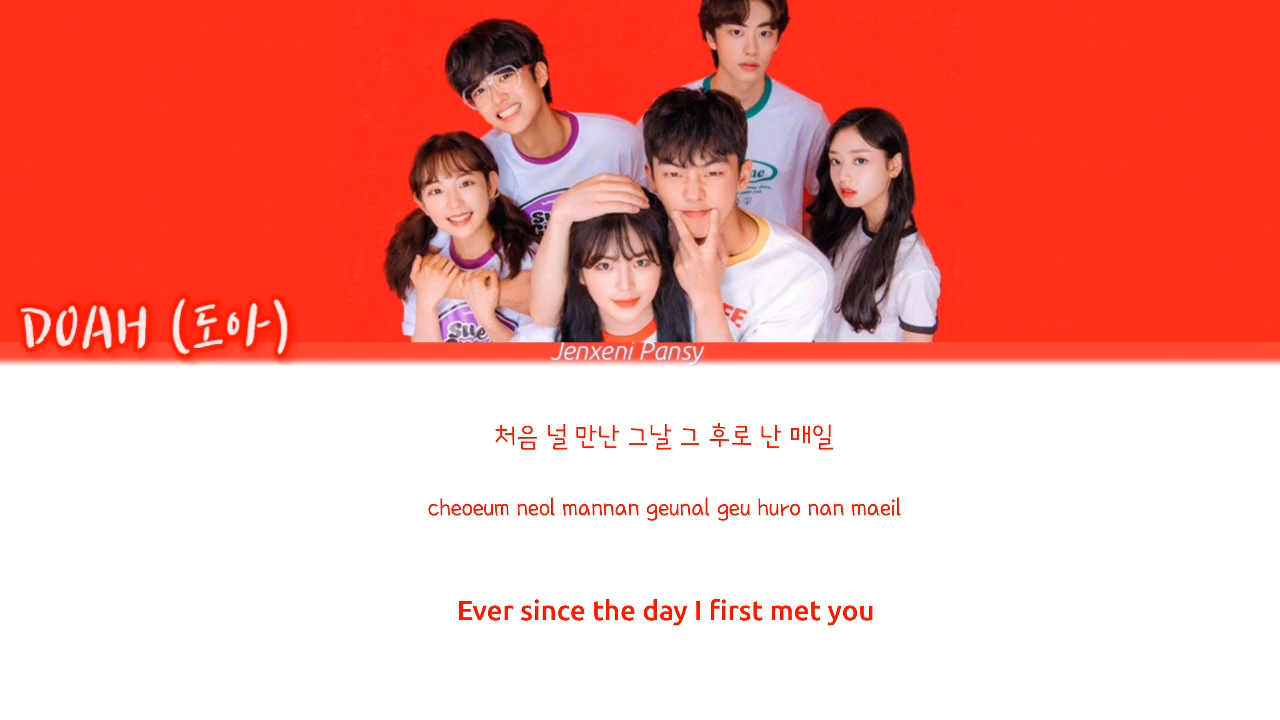 DOAH (도아)
Jenxeni Pansy
처음 널 만난 그날 그 후로 난 매일
cheoeum neol mannan geunal geu huro nan maeil
Ever since the day I first met you